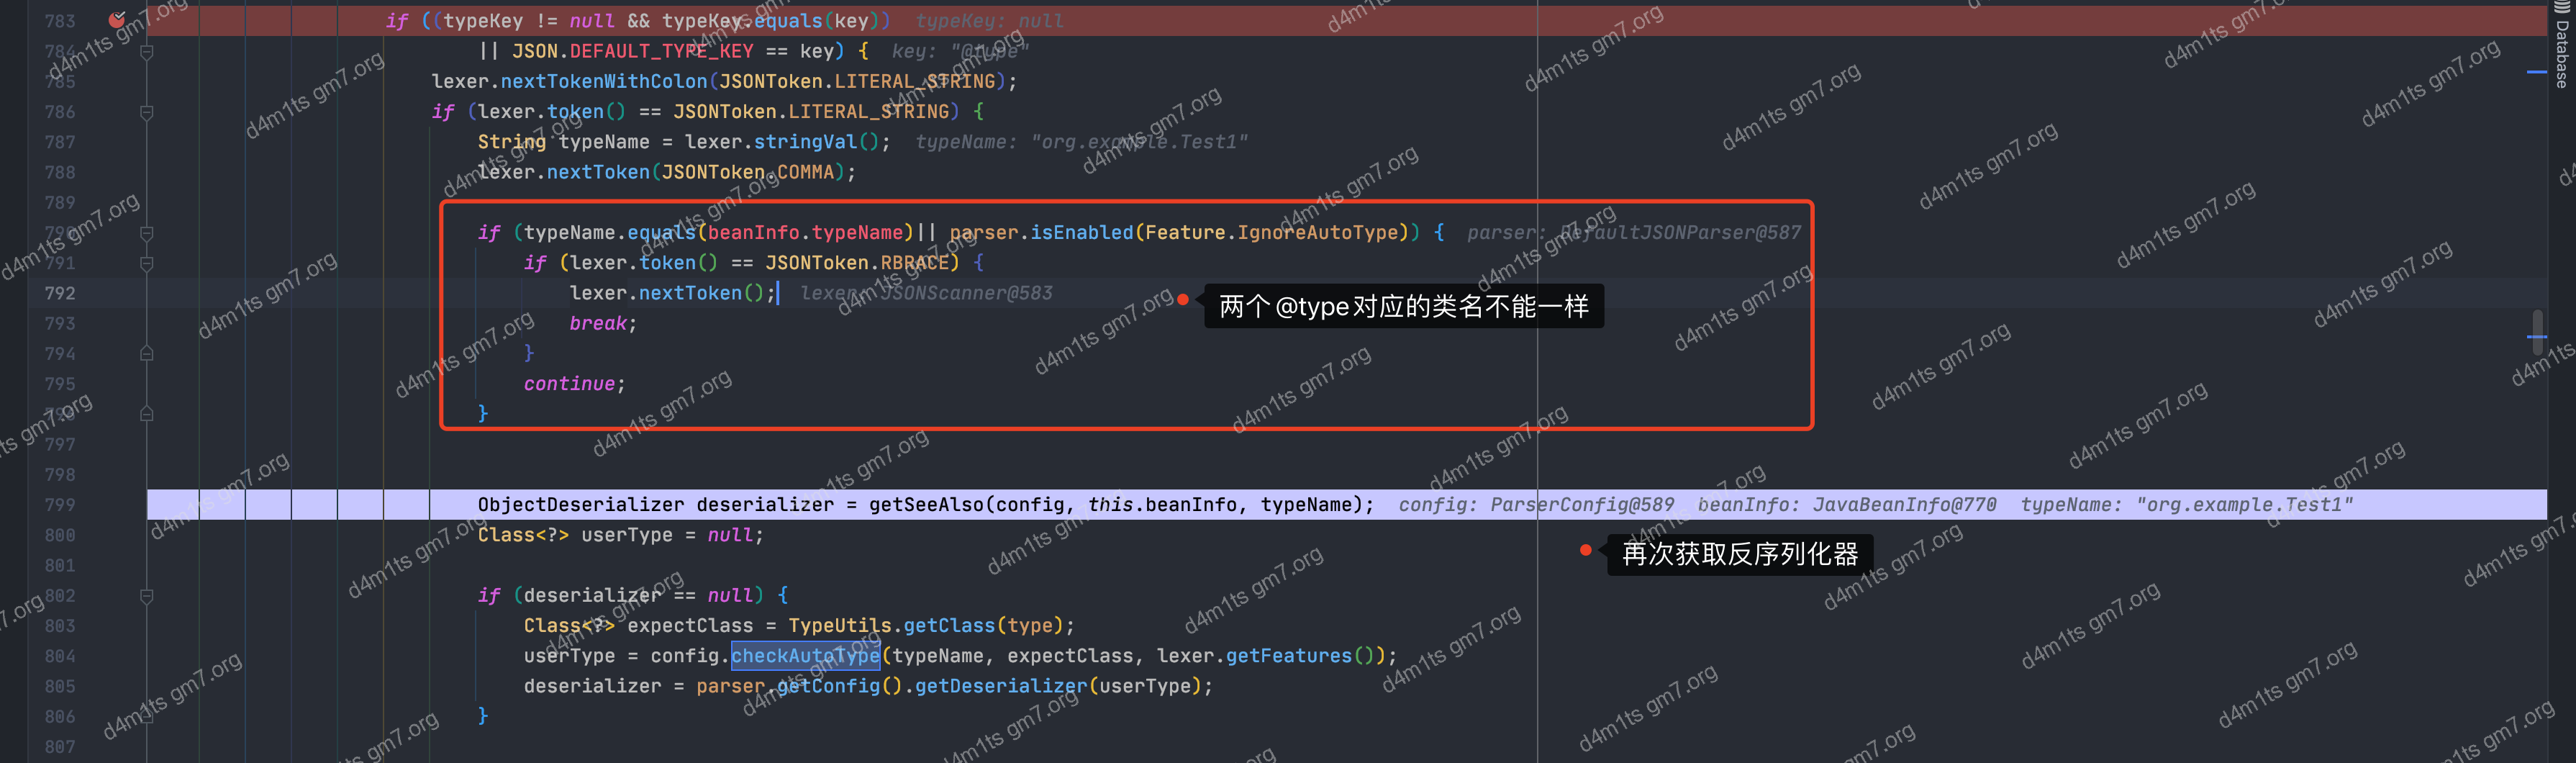 783 if ((typeKey != null && typeKey.equals(key)) typeKey: null
784 || JSON.DEFAULT_TYPE_KEY == key) { key: "@type"
785 lexer.nextTokenWithColon(JSONToken.LITERAL_STRING);
786 if (lexer.token() == JSONToken.LITERAL_STRING) {
787 String typeName = lexer.stringVal(); typeName: "org.example.Test1"
788 lexer.nextToken(JSONToken.COMMA);
789
790 if (typeName.equals(beanInfo.typeName)|| parser.isEnabled(Feature.IgnoreAutoType)) { parser: DefaultJSONParser@587
791 if (lexer.token() == JSONToken.RBRACE) {
792 lexer.nextToken(); lexer: JSONScanner@583
两个@type对应的类名不能一样
793 break;
794 }
795 continue;
796 }
797
798
799 ObjectDeserializer deserializer = getSeeAlso(config, this.beanInfo, typeName); config: ParserConfig@589 beanInfo: JavaBeanInfo@770 typeName: "org.example.Test1"
800 Class<?> userType = null;
再次获取反序列化器
801
802 if (deserializer == null) {
803 Class<?> expectClass = TypeUtils.getClass(type);
804 userType = config.checkAutoType(typeName, expectClass, lexer.getFeatures());
805 deserializer = parser.getConfig().getDeserializer(userType);
806 }
807
Database
d4m1ts gm7.org